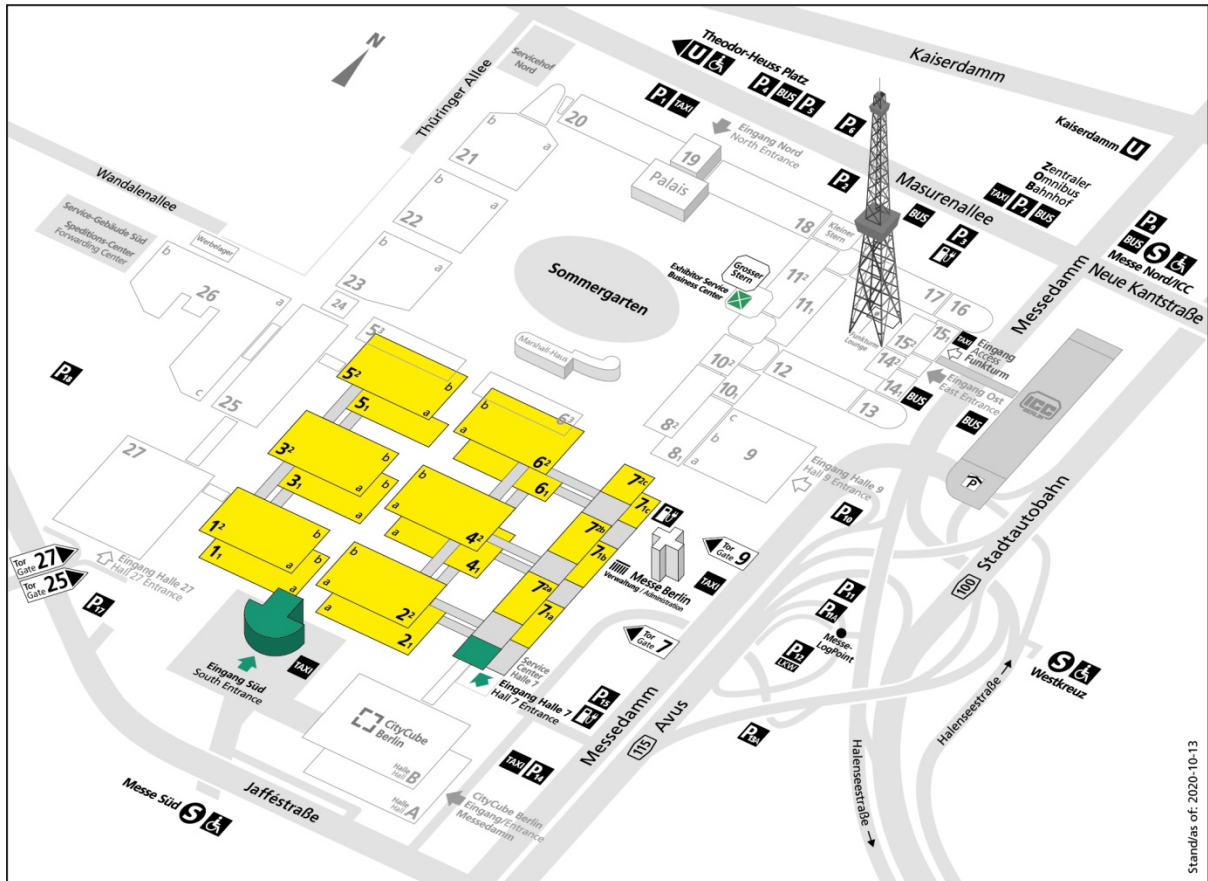 N
Servicehof
Nord
Thüringer Allee
Theodor-Heuss Platz
U
P4
BUS
P5
Kaiserdamm
P1
TAXI
P6
Eingang Nord
North Entrance
Kaiserdamm
U
Wandalenallee
b
a
21
20
19
Palais
P2
Masurenallee
Zentraler
Omnibus
Bahnhof
TAXI
P7
BUS
Service-Gebäude Süd
Speditions-Center
Forwarding Center
Werbelager
b
a
22
18
Kleiner
Stern
BUS
P3
P9
BUS
S
Messe Nord/ICC
b
26
a
c
b
a
23
24
Sommergarten
Grosser
Stern
Exhibitor Service
Business Center
11²
11₁
Funkturm
Lounge
17
16
15₁
15²
14²
14₁
Messedamm
Neue Kantstraße
TAXI
Eingang
Access
Funkturm
Eingang Ost
East Entrance
BUS
BUS
ICC
BERLIN
P
P18
25
27
5³
5²
b
a
5₁
Marshall-Haus
10²
10₁
12
13
8²
8₁
c
b
a
9
Eingang Halle 9
Hall 9 Entrance
P10
3²
b
a
3₁
b
a
b
a
6³
6²
6₁
7²c
7₁c
7²b
7₁b
7²a
7₁a
1²
b
a
1₁
b
a
b
a
4²
4₁
a
b
a
2²
2₁
a
Messe Berlin
Verwaltung / Administration
TAXI
Tor
Gate 9
Tor
Gate 7
Tor
Gate 27
Tor
Gate 25
P17
Eingang Halle 27
Hall 27 Entrance
Eingang Süd
South Entrance
TAXI
Service
Center
Halle 7
Eingang Halle 7
Hall 7 Entrance
P15
P11
P11A
Messe-
LogPoint
P12
LKW
P13A
100 Stadtautobahn
S
Westkreuz
Halenseestraße
Halenseestraße
Messedamm
115 Avus
CityCube
Berlin
Halle
Hall B
Halle
Hall A
TAXI
P14
CityCube Berlin
Eingang/Entrance
Messedamm
Messe Süd
S
Jafféstraße
Stand/as of: 2020-10-13